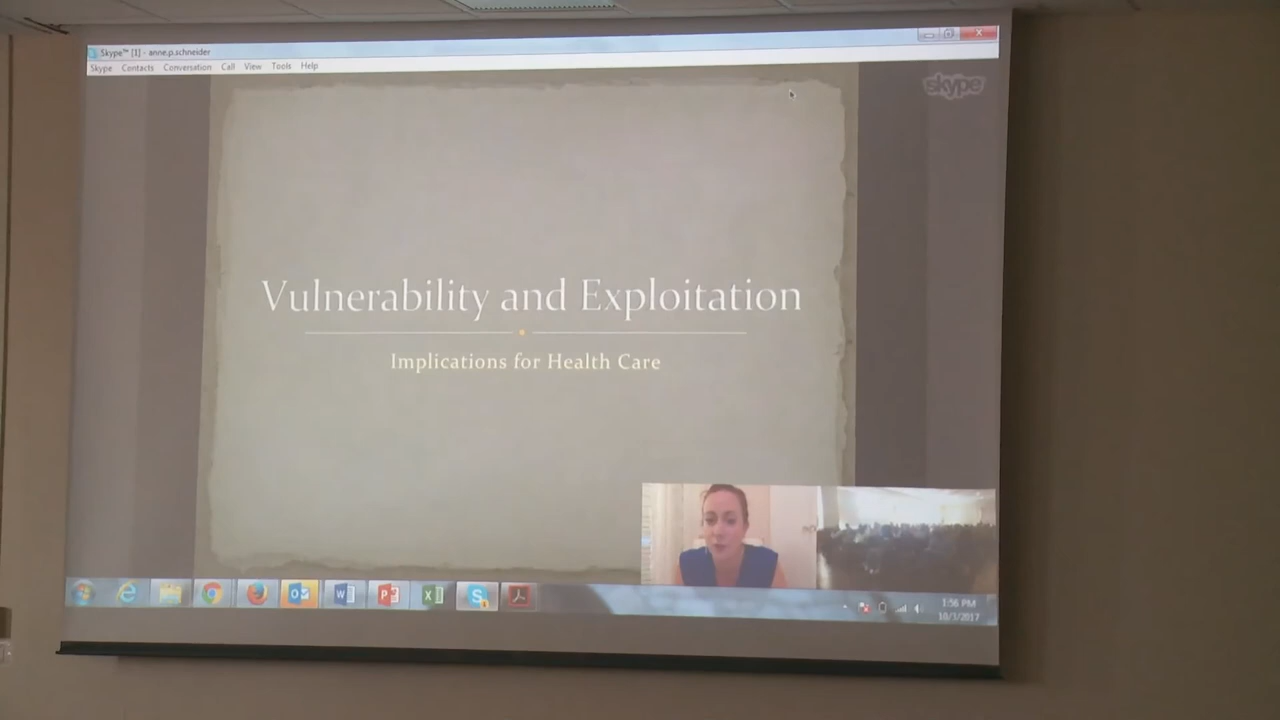 Skype™ [1] - anne.p.schneider
Skype Contacts Conversation Call View Tools Help
skype
Vulnerability and Exploitation
Implications for Health Care
1:56 PM
10/3/2017